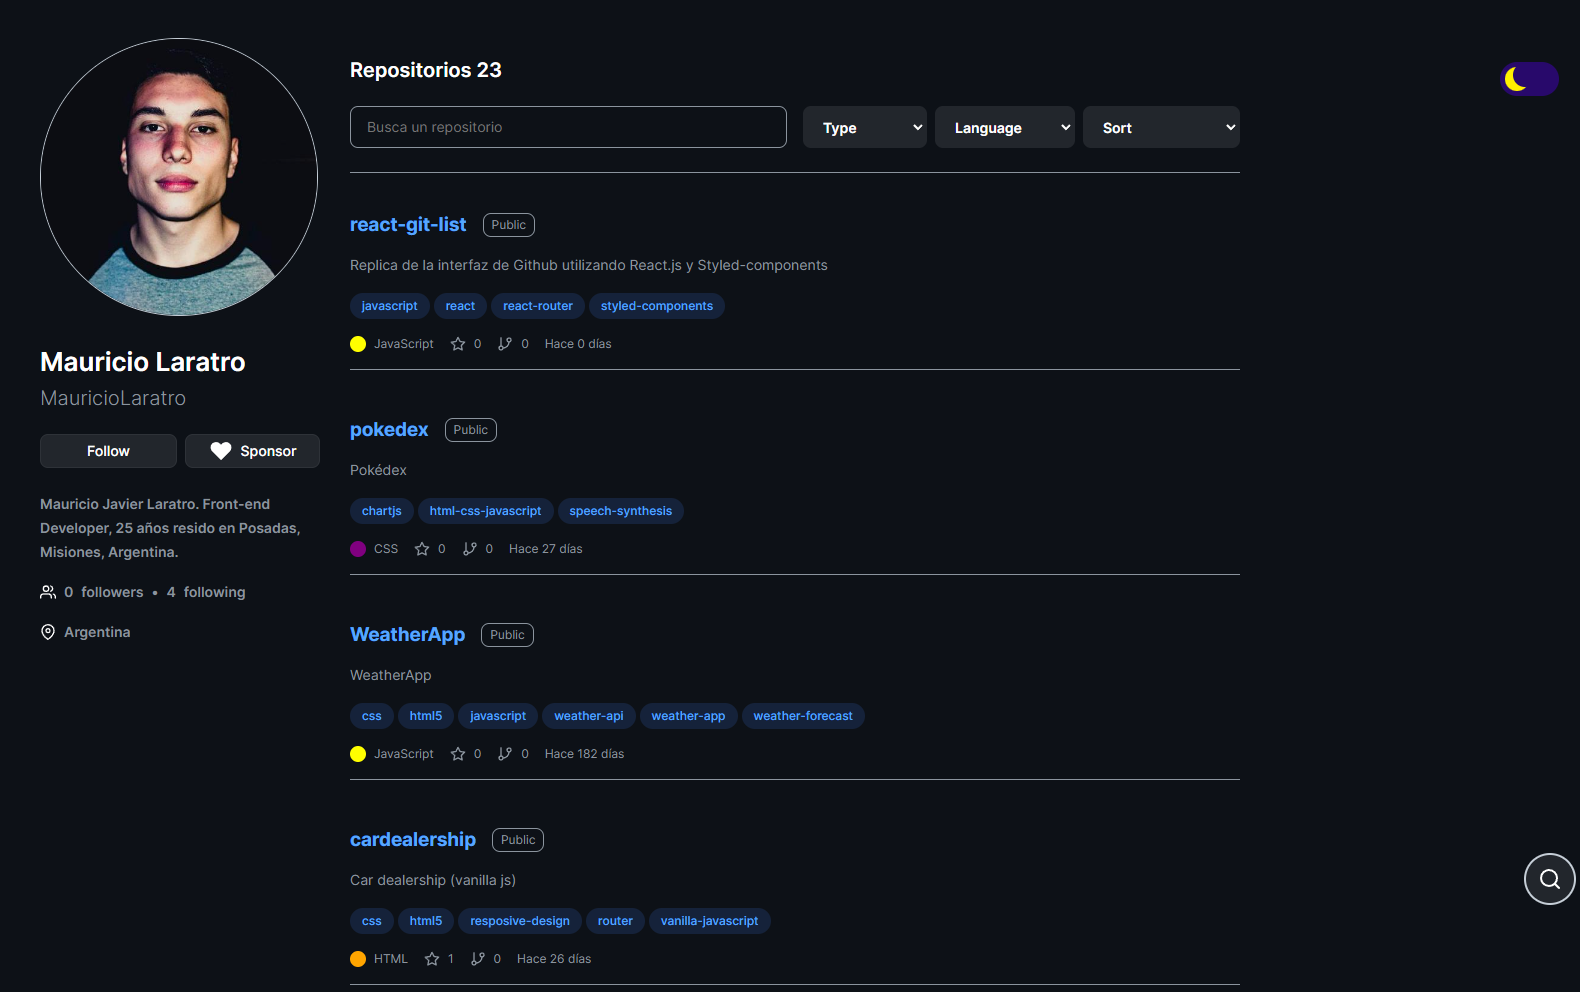 Mauricio Laratro
MauricioLaratro
Follow
Sponsor
Mauricio Javier Laratro. Front-end
Developer, 25 años resido en Posadas,
Misiones, Argentina.
0 followers • 4 following
Argentina
Repositorios 23
Busca un repositorio
Type
Language
Sort
react-git-list Public
Replica de la interfaz de Github utilizando React.js y Styled-components
javascript react react-router styled-components
JavaScript 0 0 Hace 0 días
pokedex Public
Pokédex
chartjs html-css-javascript speech-synthesis
CSS 0 0 Hace 27 días
WeatherApp Public
WeatherApp
css html5 javascript weather-api weather-app weather-forecast
JavaScript 0 0 Hace 182 días
cardealership Public
Car dealership (vanilla js)
css html5 resposive-design router vanilla-javascript
HTML 1 0 Hace 26 días